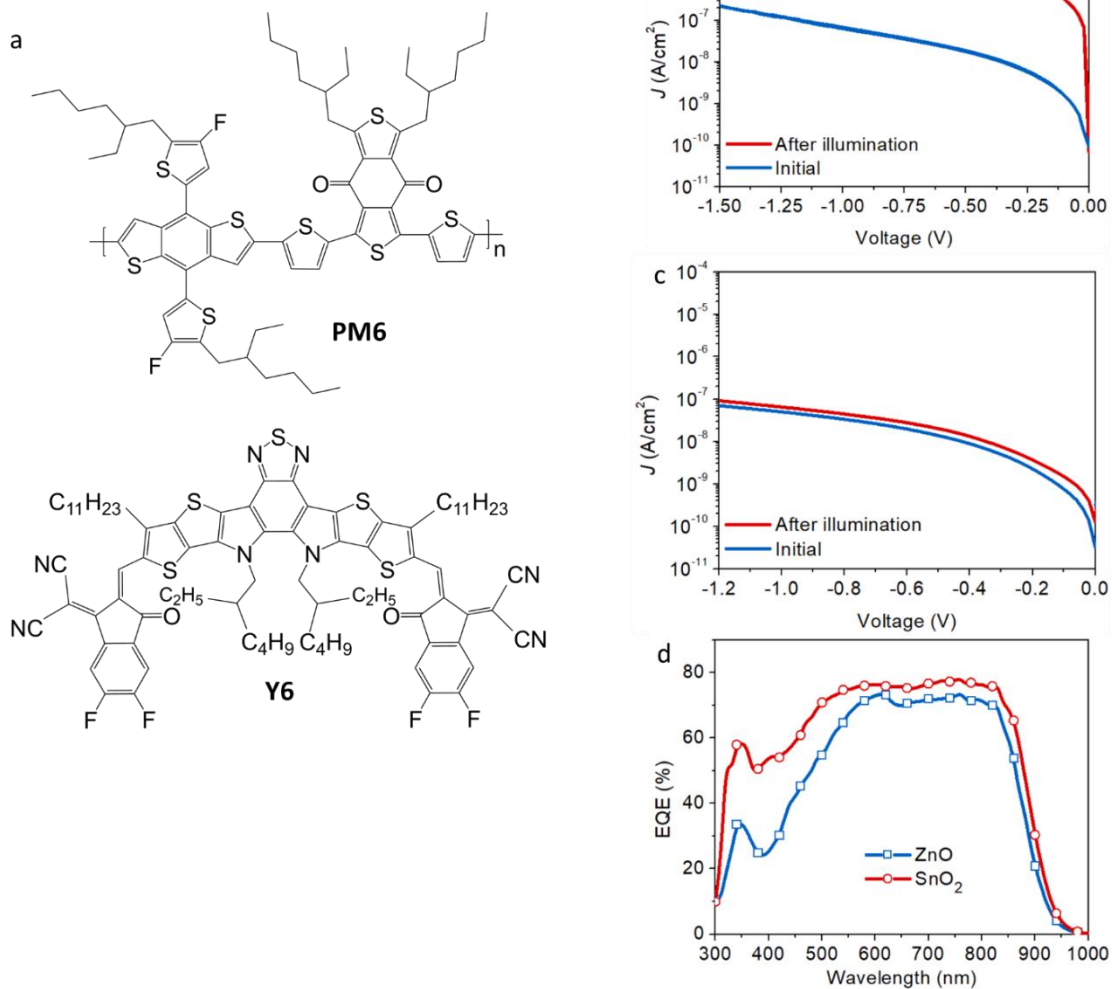 a
F
S
S
S
O
O
S
S
S
S
S
n
S
F
PM6
N
S
N
C₁₁H₂₃
S
S
C₁₁H₂₃
NC
S
N
N
S
CN
NC
O
C₂H₅
C₂H₅
O
CN
C₄H₉
C₄H₉
F
F
F
F
Y6
10⁻⁷
10⁻⁸
10⁻⁹
10⁻¹⁰
10⁻¹¹
J (A/cm²)
After illumination
Initial
-1.50 -1.25 -1.00 -0.75 -0.50 -0.25 0.00
Voltage (V)
c
10⁻⁴
10⁻⁵
10⁻⁶
10⁻⁷
10⁻⁸
10⁻⁹
10⁻¹⁰
10⁻¹¹
J (A/cm²)
After illumination
Initial
-1.2 -1.0 -0.8 -0.6 -0.4 -0.2 0.0
Voltage (V)
d
80
60
40
20
0
EQE (%)
ZnO
SnO₂
300 400 500 600 700 800 900 1000
Wavelength (nm)